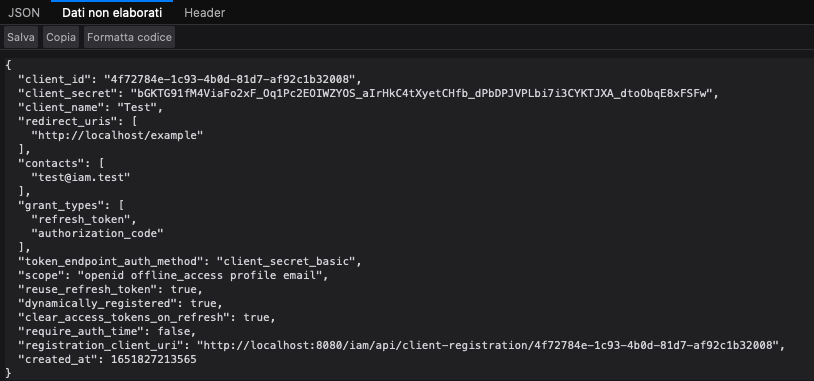 JSON Dati non elaborati Header
Salva Copia Formatta codice
{
  "client_id": "4f72784e-1c93-4b0d-81d7-af92c1b32008",
  "client_secret": "bGKTG91fM4ViaFo2xF_Oq1Pc2EOIWZYOS_aIrHkC4tXyetCHfb_dPbDPJVPLbi7i3CYKTJXA_dtoObqE8xFSFw",
  "client_name": "Test",
  "redirect_uris": [
    "http://localhost/example"
  ],
  "contacts": [
    "test@iam.test"
  ],
  "grant_types": [
    "refresh_token",
    "authorization_code"
  ],
  "token_endpoint_auth_method": "client_secret_basic",
  "scope": "openid offline_access profile email",
  "reuse_refresh_token": true,
  "dynamically_registered": true,
  "clear_access_tokens_on_refresh": true,
  "require_auth_time": false,
  "registration_client_uri": "http://localhost:8080/iam/api/client-registration/4f72784e-1c93-4b0d-81d7-af92c1b32008",
  "created_at": 1651827213565
}